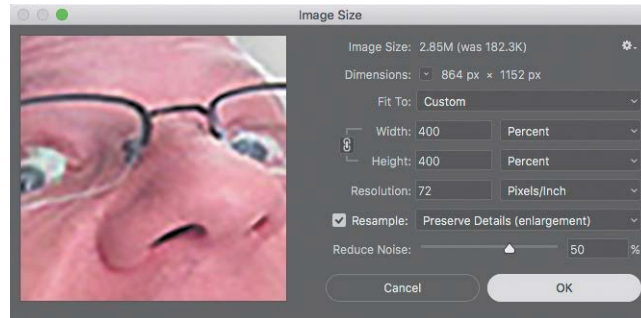 Image Size
Image Size: 2.85M (was 182.3K)
Dimensions: 864 px × 1152 px
Fit To: Custom
Width: 400 Percent
Height: 400 Percent
Resolution: 72 Pixels/Inch
Resample: Preserve Details (enlargement)
Reduce Noise: 50 %
Cancel OK